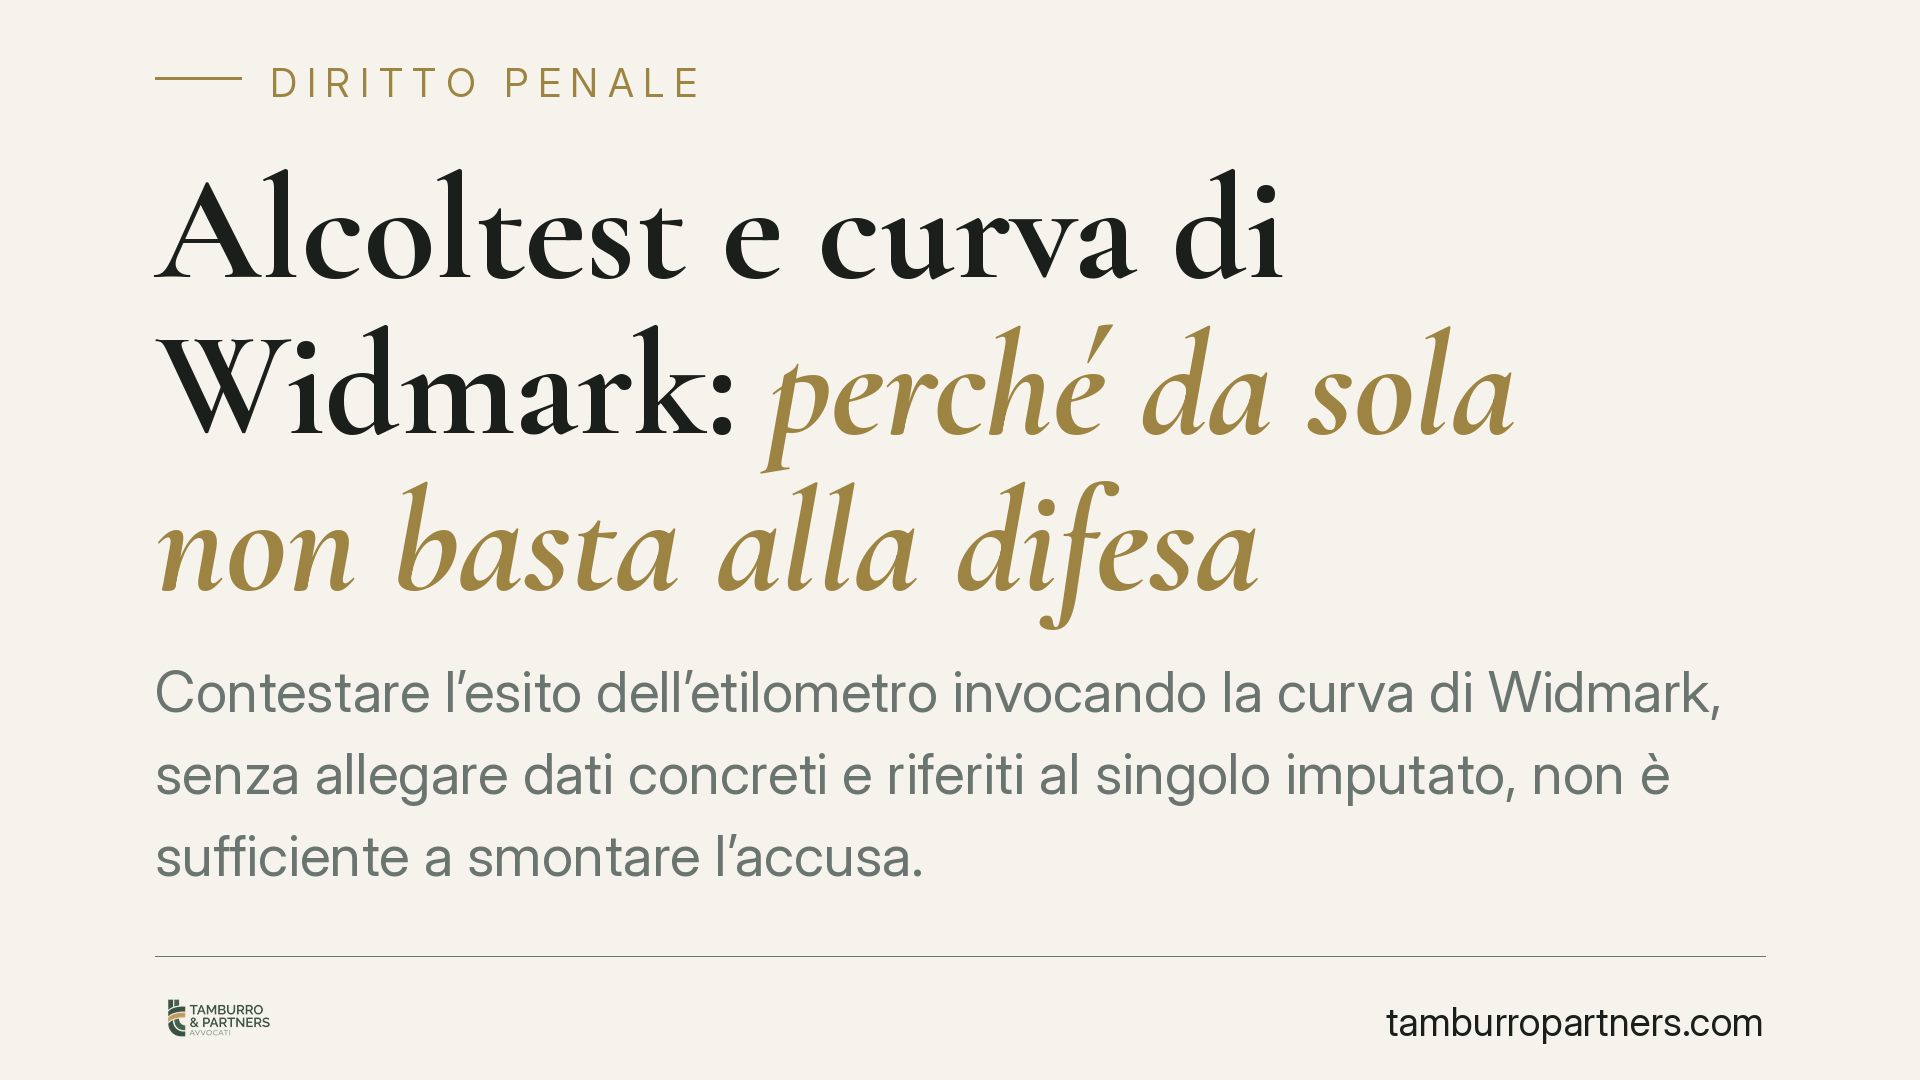 DIRITTO PENALE
Alcoltest e curva di
Widmark: perché da sola
non basta alla difesa
Contestare l’esito dell’etilometro invocando la curva di Widmark,
senza allegare dati concreti e riferiti al singolo imputato, non è
sufficiente a smontare l’accusa.
TAMBURRO
& PARTNERS
AVVOCATI
tamburropartners.com